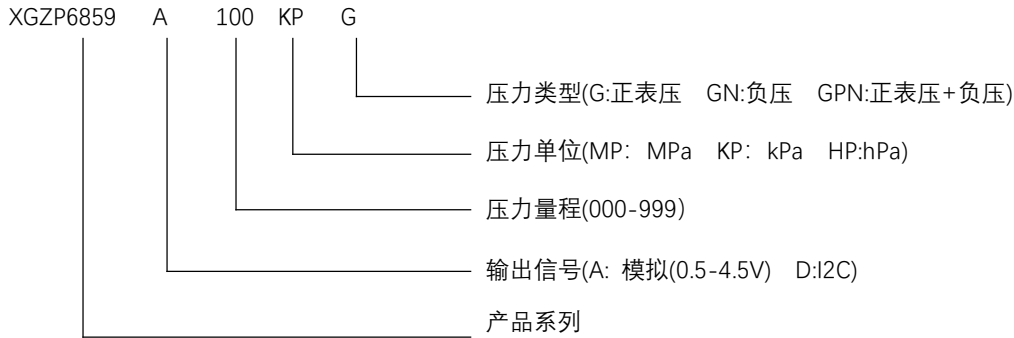 XGZP6859 A 100 KP G
压力类型(G:正表压 GN:负压 GPN:正表压+负压)
压力单位(MP：MPa KP：kPa HP:hPa)
压力量程(000-999）
输出信号(A: 模拟(0.5-4.5V) D:I2C)
产品系列